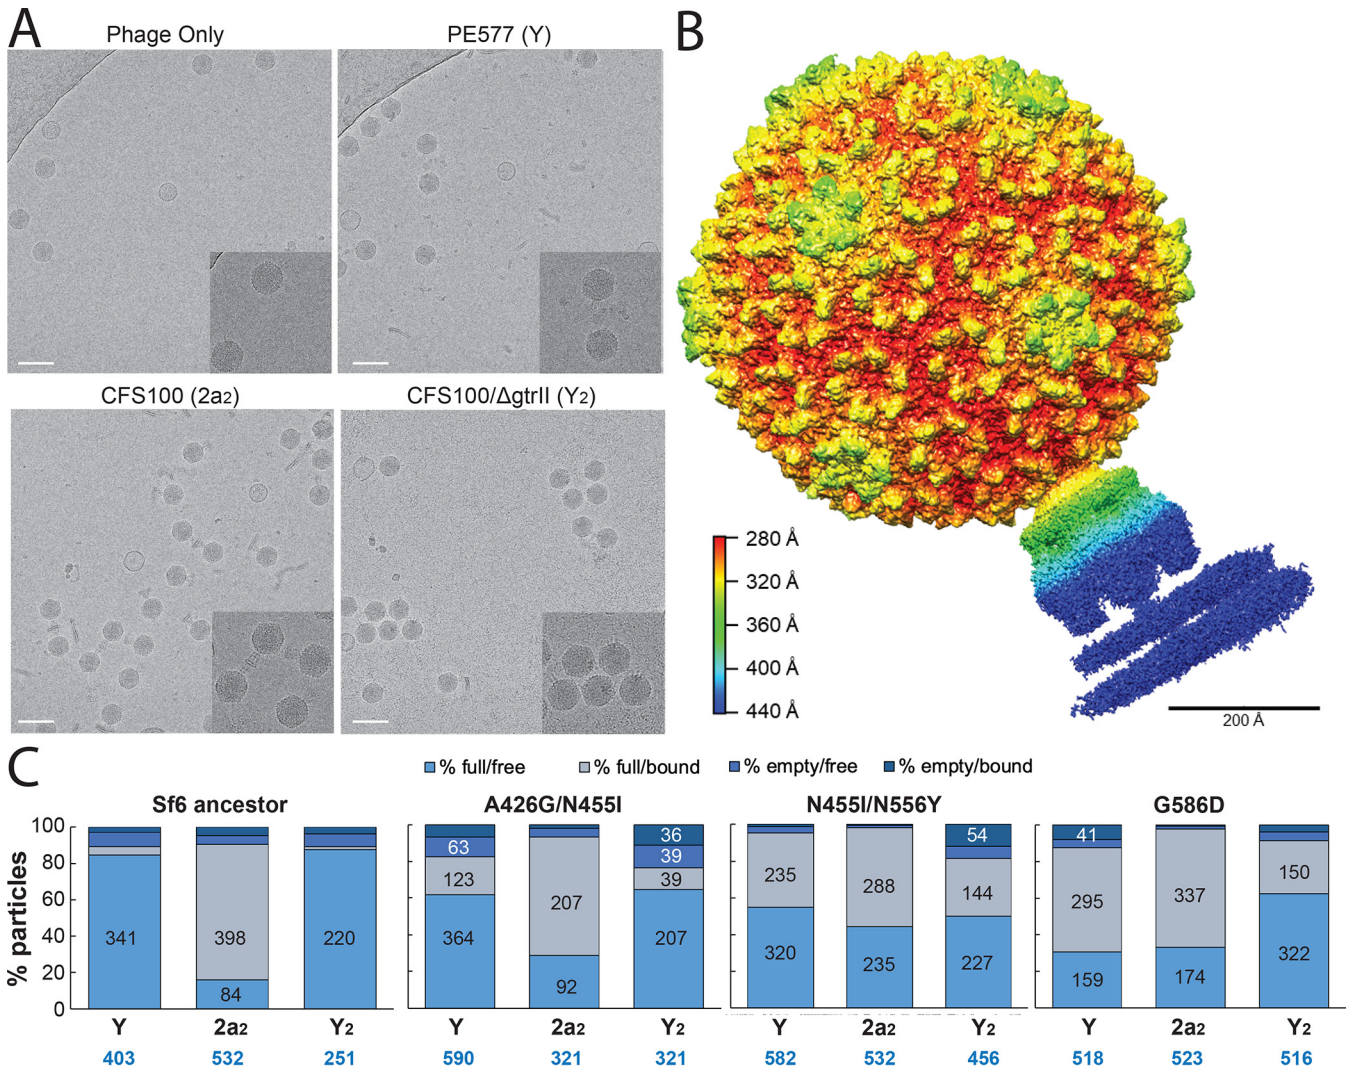 A
Phage Only
PE577 (Y)
B
CFS100 (2a2)
CFS100/ΔgtrII (Y2)
280 Å
320 Å
360 Å
400 Å
440 Å
200 Å
C
% full/free % full/bound % empty/free % empty/bound
Sf6 ancestor A426G/N455I N455I/N556Y G586D
% particles
100
80
60
40
20
0
341
398
84
220
63
123
364
207
92
36
39
39
207
235
320
288
235
54
144
227
41
295
159
337
174
150
322
Y 2a2 Y2 Y 2a2 Y2 Y 2a2 Y2 Y 2a2 Y2
403 532 251 590 321 321 582 532 456 518 523 516